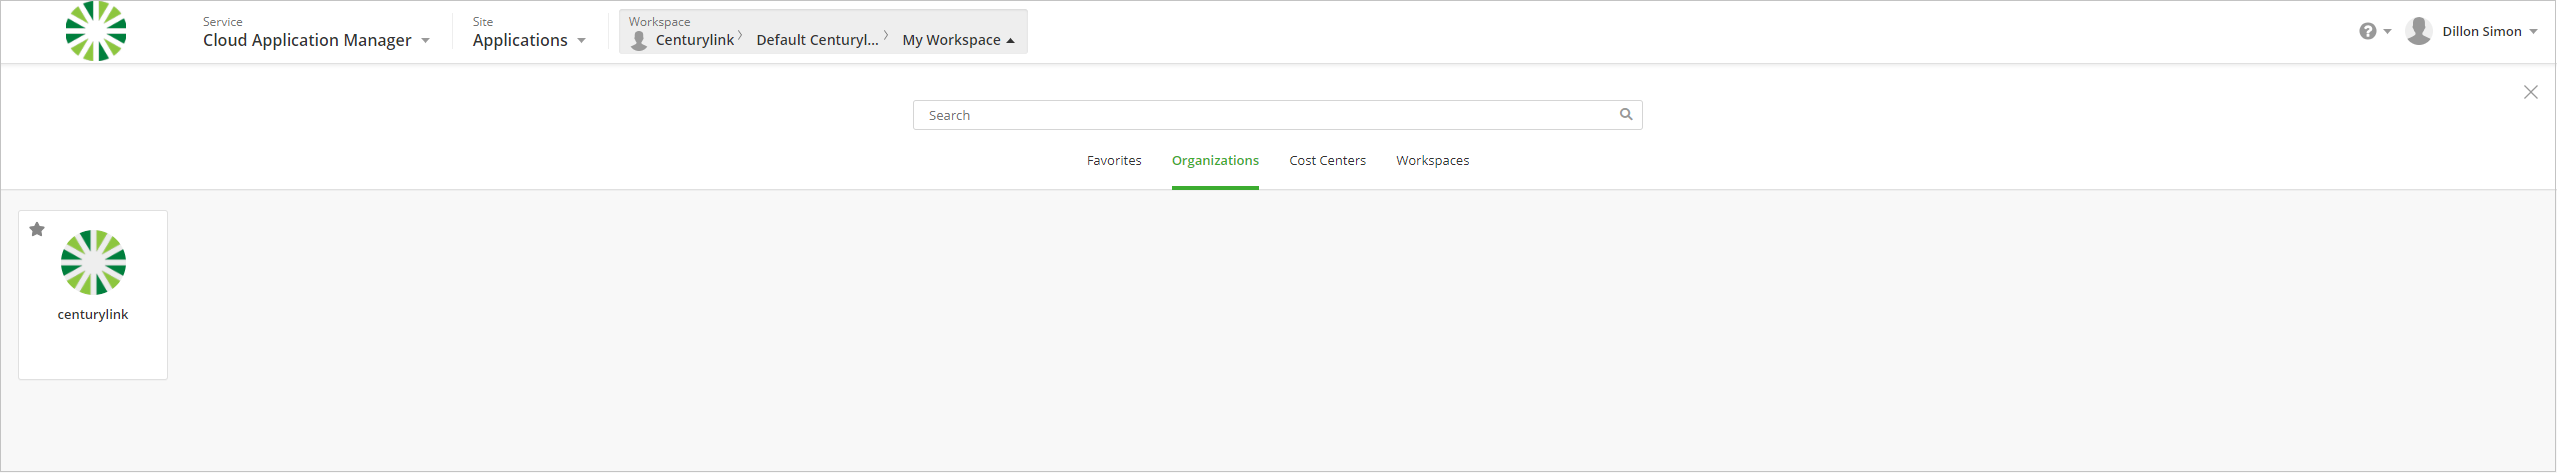 Service
Cloud Application Manager
Site
Applications
Workspace
Centurylink
Default Centuryl...
My Workspace
?
Dillon Simon
Search
Favorites
Organizations
Cost Centers
Workspaces
centurylink